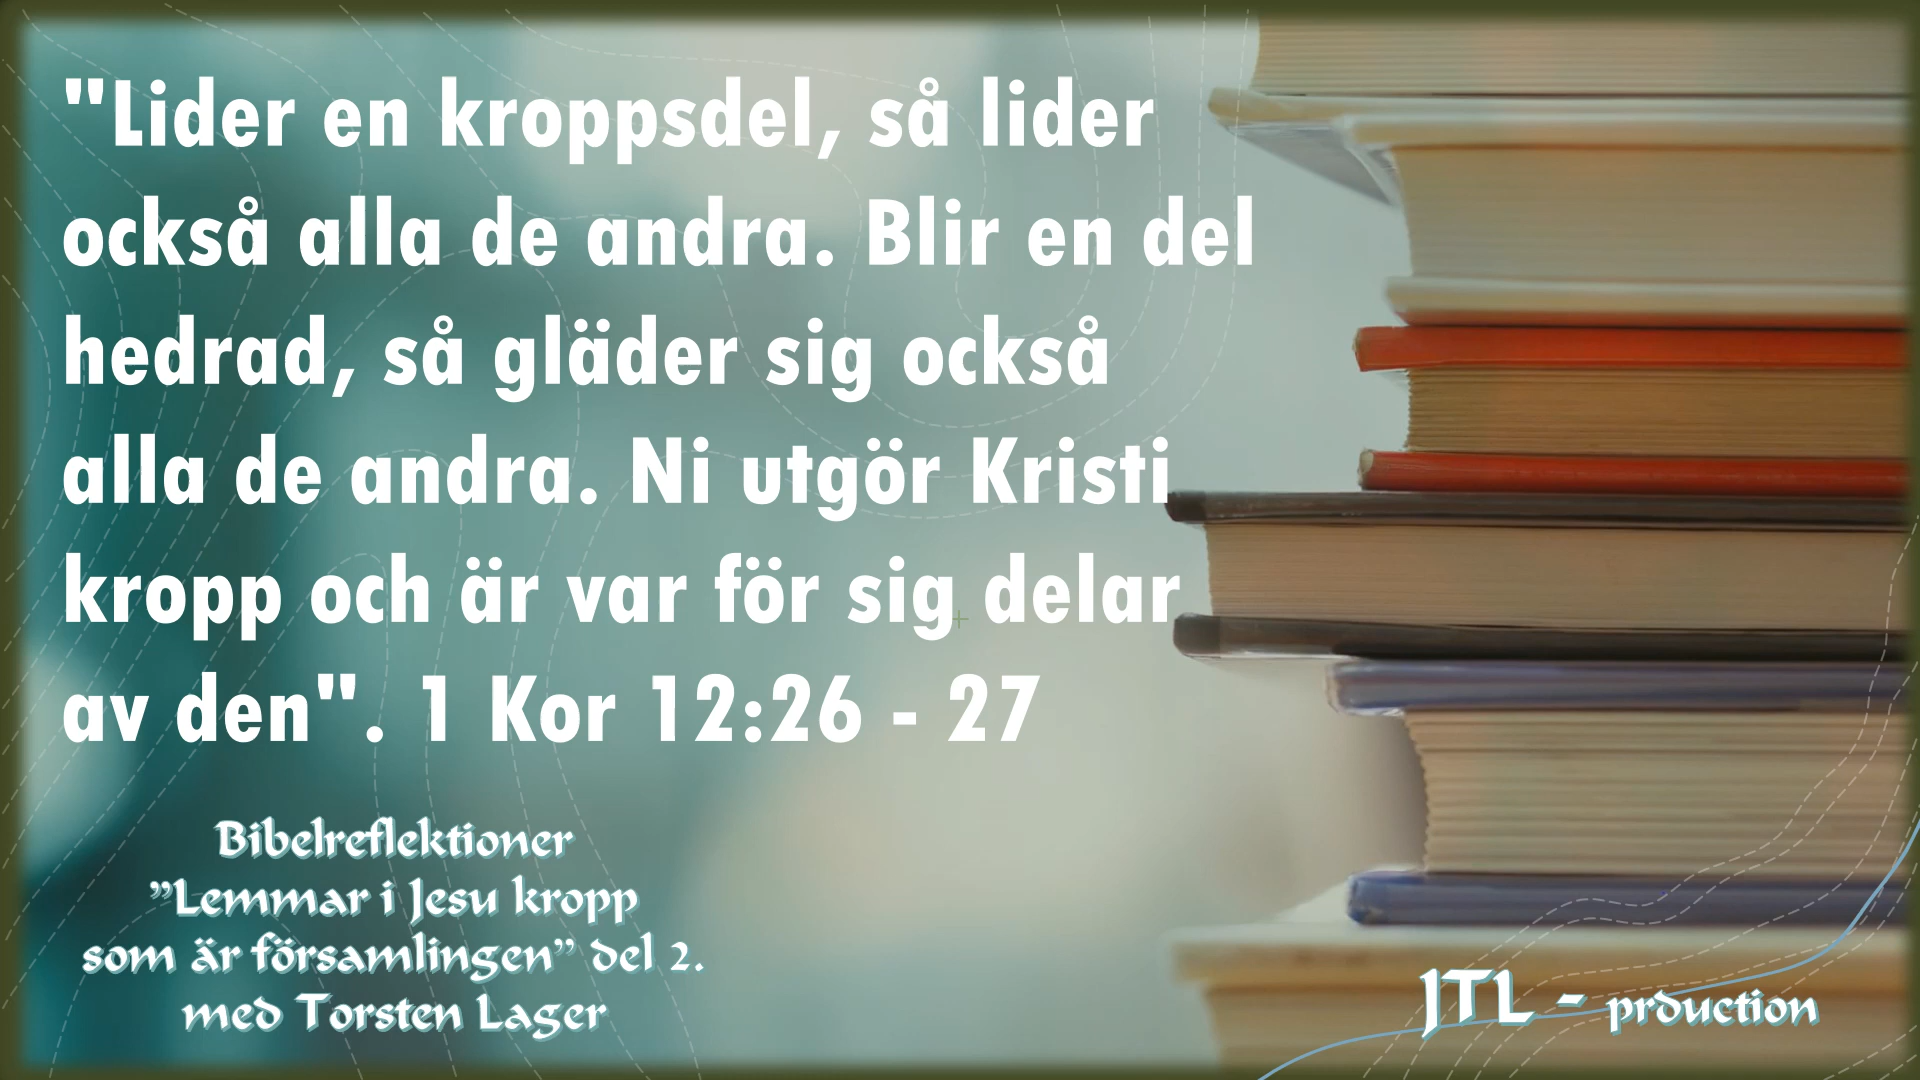 "Lider en kroppsdel, så lider
också alla de andra. Blir en del
hedrad, så gläder sig också
alla de andra. Ni utgör Kristi
kropp och är var för sig delar
av den". 1 Kor 12:26 - 27
Bibelreflektioner
”Lemmar i Jesu kropp
som är församlingen” del 2.
med Torsten Lager
JTL - prduction